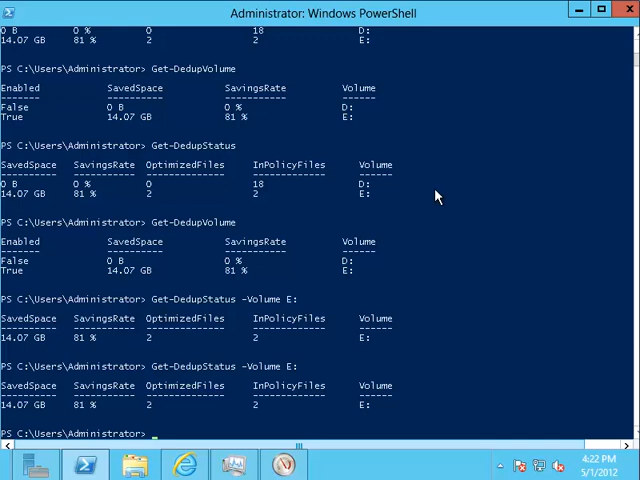 Administrator: Windows PowerShell
0 B 0 % 0 18 D:
14.07 GB 81 % 2 2 E:
PS C:\Users\Administrator> Get-DedupVolume
Enabled SavedSpace SavingsRate Volume
------- ---------- ----------- ------
False 0 B 0 % D:
True 14.07 GB 81 % E:
PS C:\Users\Administrator> Get-DedupStatus
SavedSpace SavingsRate OptimizedFiles InPolicyFiles Volume
---------- ----------- -------------- ------------- ------
0 B 0 % 0 18 D:
14.07 GB 81 % 2 2 E:
PS C:\Users\Administrator> Get-DedupVolume
Enabled SavedSpace SavingsRate Volume
------- ---------- ----------- ------
False 0 B 0 % D:
True 14.07 GB 81 % E:
PS C:\Users\Administrator> Get-DedupStatus -Volume E:
SavedSpace SavingsRate OptimizedFiles InPolicyFiles Volume
---------- ----------- -------------- ------------- ------
14.07 GB 81 % 2 2 E:
PS C:\Users\Administrator> Get-DedupStatus -Volume E:
SavedSpace SavingsRate OptimizedFiles InPolicyFiles Volume
---------- ----------- -------------- ------------- ------
14.07 GB 81 % 2 2 E:
PS C:\Users\Administrator> _
4:22 PM
5/1/2012